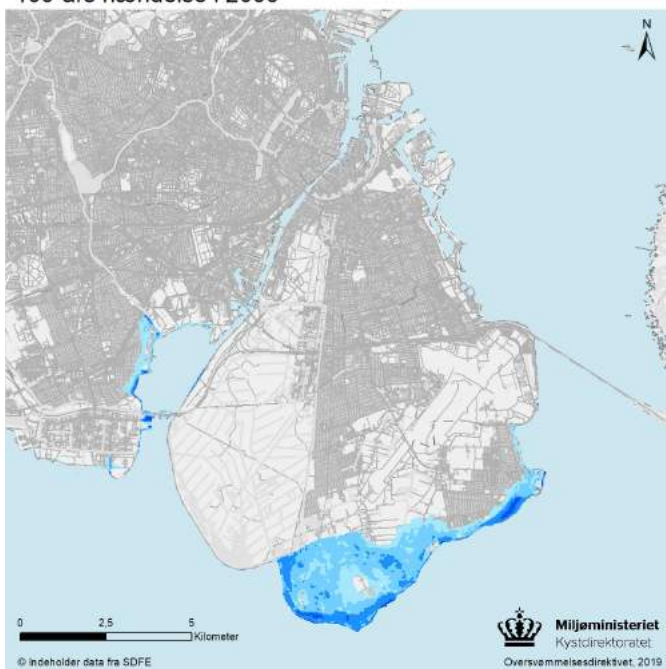 N
0 2,5 5
Kilometer
© Indeholder data fra SDFE
Miljøministeriet
Kystdirektoratet
Oversvømmelsesdirektivet, 2019